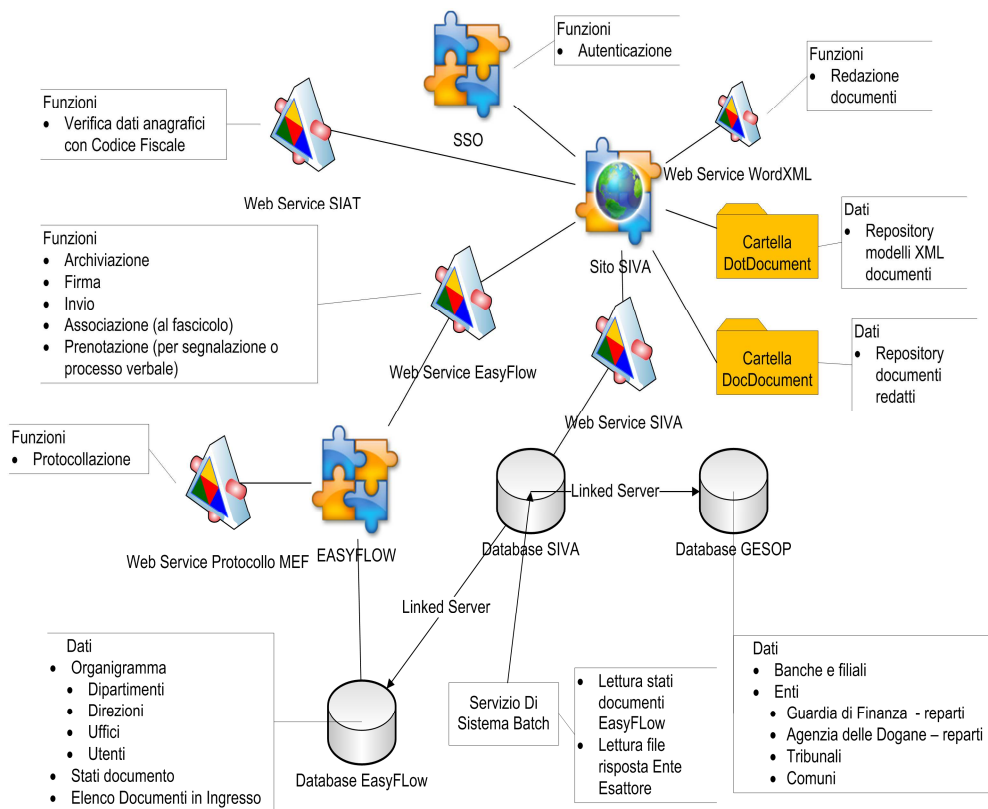 Funzioni
• Autenticazione
SSO
Funzioni
• Redazione
documenti
Web Service WordXML
Funzioni
• Verifica dati anagrafici
con Codice Fiscale
Web Service SIAT
Sito SIVA
Cartella
DotDocument
Dati
• Repository
modelli XML
documenti
Funzioni
• Archiviazione
• Firma
• Invio
• Associazione (al fascicolo)
• Prenotazione (per segnalazione o
processo verbale)
Web Service EasyFlow
Cartella
DocDocument
Dati
• Repository
documenti
redatti
Web Service SIVA
Funzioni
• Protocollazione
Web Service Protocollo MEF
EASYFLOW
Linked Server
Database SIVA
Database GESOP
Linked Server
Dati
• Organigramma
• Dipartimenti
• Direzioni
• Uffici
• Utenti
• Stati documento
• Elenco Documenti in Ingresso
Database EasyFLow
Servizio Di
Sistema Batch
• Lettura stati
documenti
EasyFLow
• Lettura file
risposta Ente
Esattore
Dati
• Banche e filiali
• Enti
• Guardia di Finanza - reparti
• Agenzia delle Dogane – reparti
• Tribunali
• Comuni